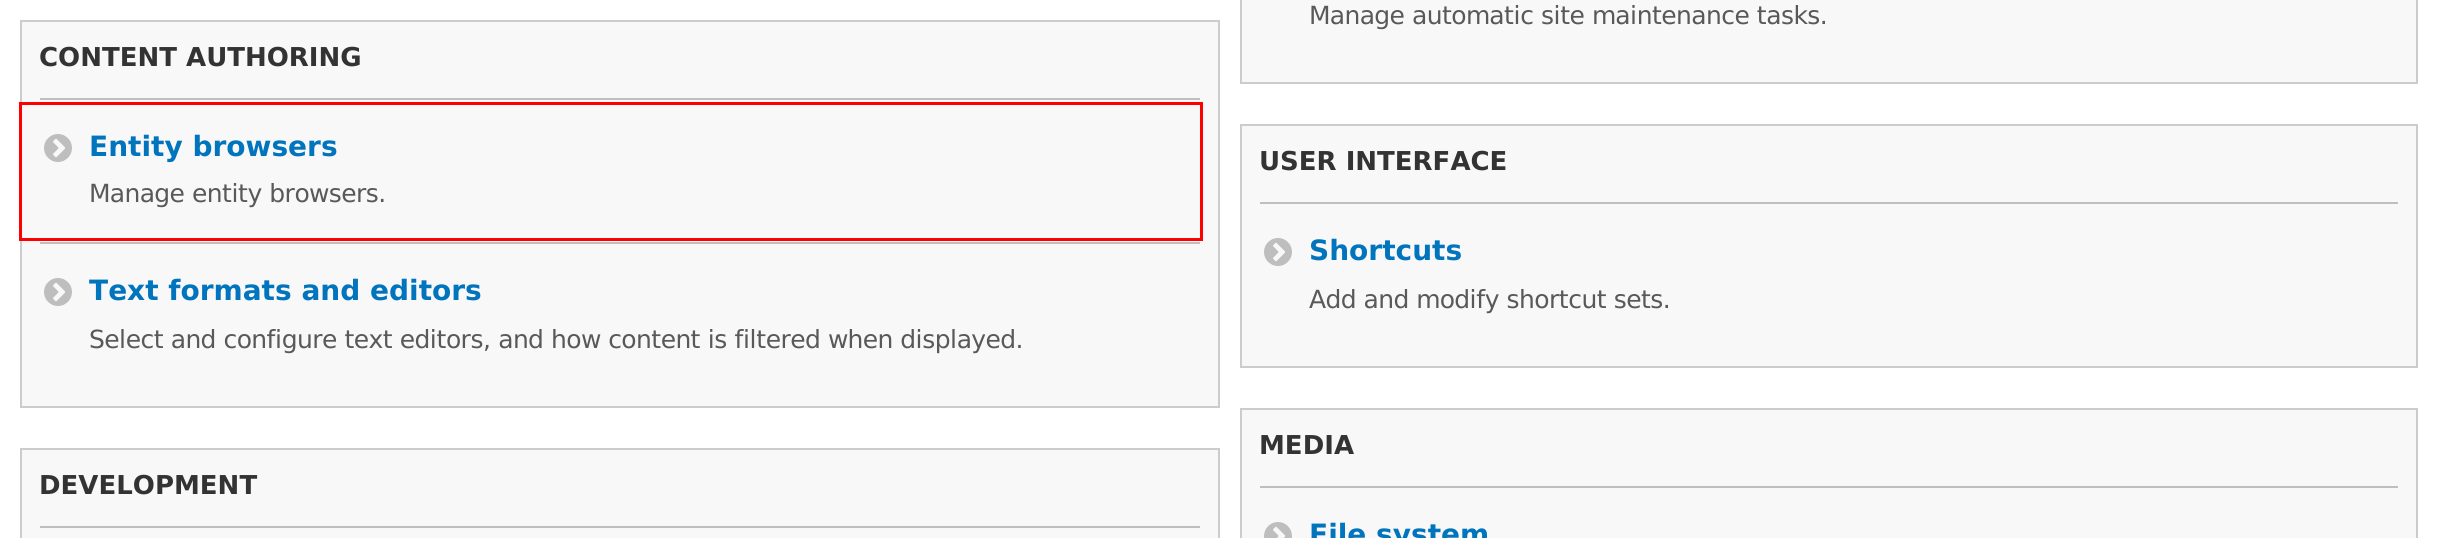 CONTENT AUTHORING
Entity browsers
Manage entity browsers.
Text formats and editors
Select and configure text editors, and how content is filtered when displayed.
DEVELOPMENT
Manage automatic site maintenance tasks.
USER INTERFACE
Shortcuts
Add and modify shortcut sets.
MEDIA
File system